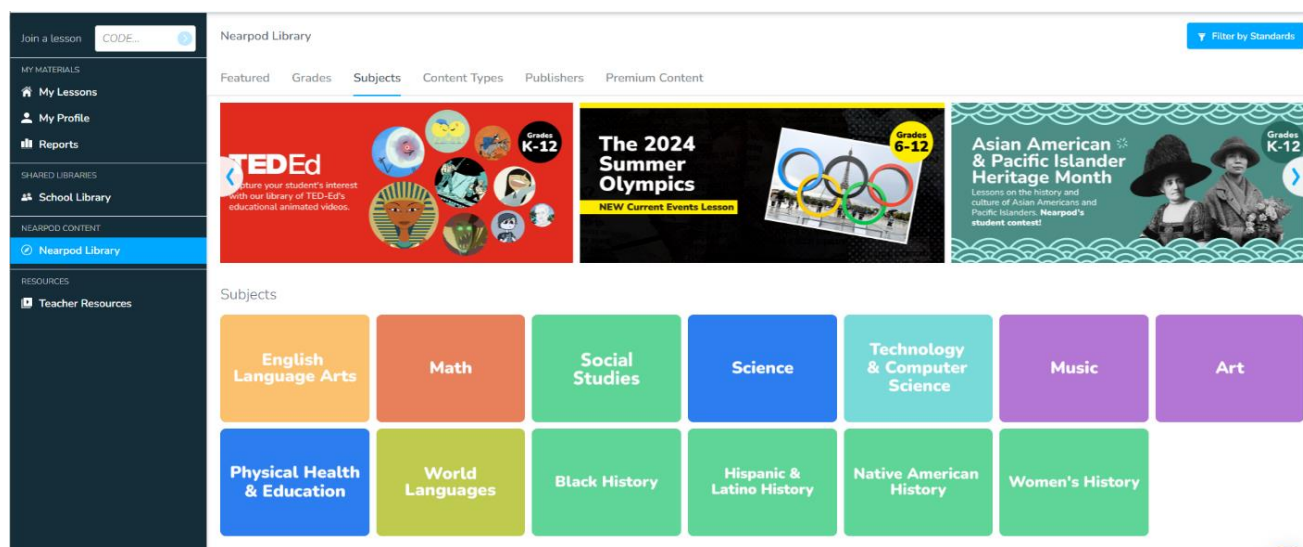 Join a lesson CODE...
MY MATERIALS
My Lessons
My Profile
Reports
SHARED LIBRARIES
School Library
NEARPOD CONTENT
Nearpod Library
RESOURCES
Teacher Resources
Nearpod Library
Filter by Standards
Featured Grades Subjects Content Types Publishers Premium Content
TEDEd
pture your student's interest
with our library of TED-Ed's
educational animated videos.
Grades
K-12
The 2024
Summer
Olympics
NEW Current Events Lesson
Grades
6-12
Asian American
& Pacific Islander
Heritage Month
Lessons on the history and
culture of Asian Americans and
Pacific Islanders. Nearpod's
student contest!
Grades
K-12
Subjects
English
Language Arts
Math
Social
Studies
Science
Technology
& Computer
Science
Music
Art
Physical Health
& Education
World
Languages
Black History
Hispanic &
Latino History
Native American
History
Women's History